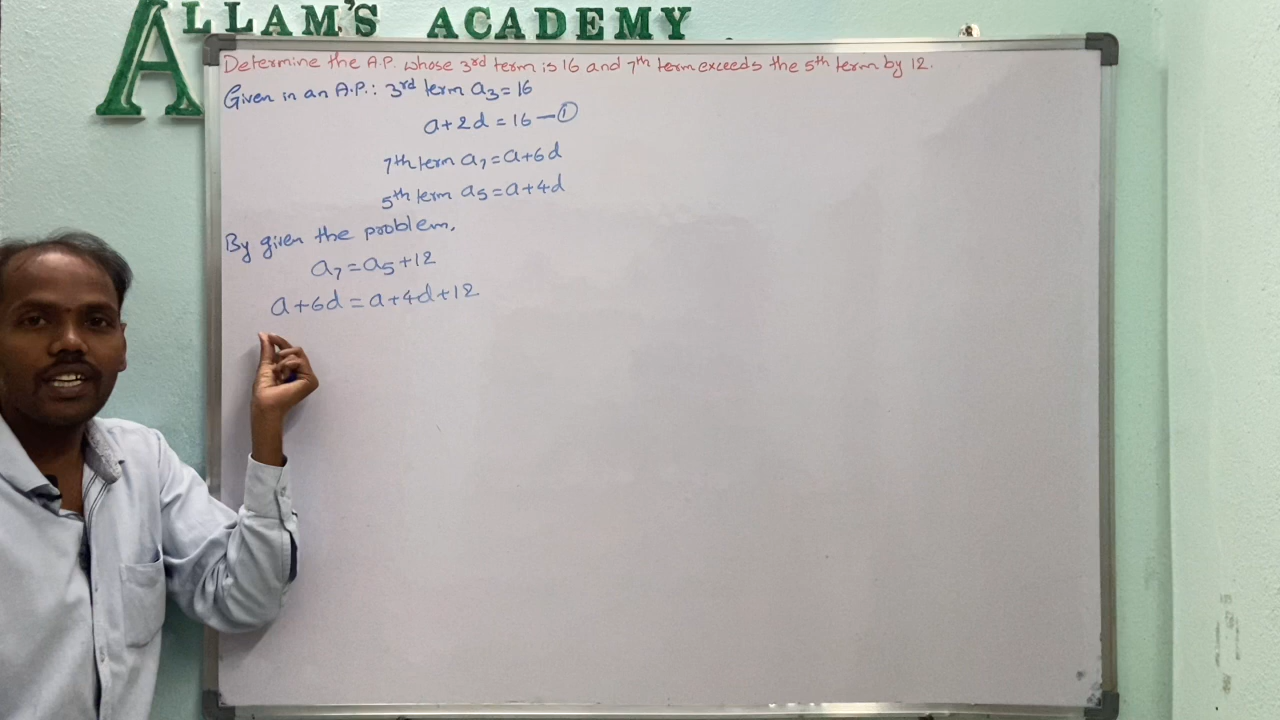 ALLAM'S ACADEMY
Determine the A.P. whose 3rd term is 16 and 7th term exceeds the 5th term by 12.
Given in an A.P.: 3rd term a₃=16
a+2d=16—①
7th term a₇=a+6d
5th term a₅=a+4d
By given the problem,
a₇=a₅+12
a+6d=a+4d+12